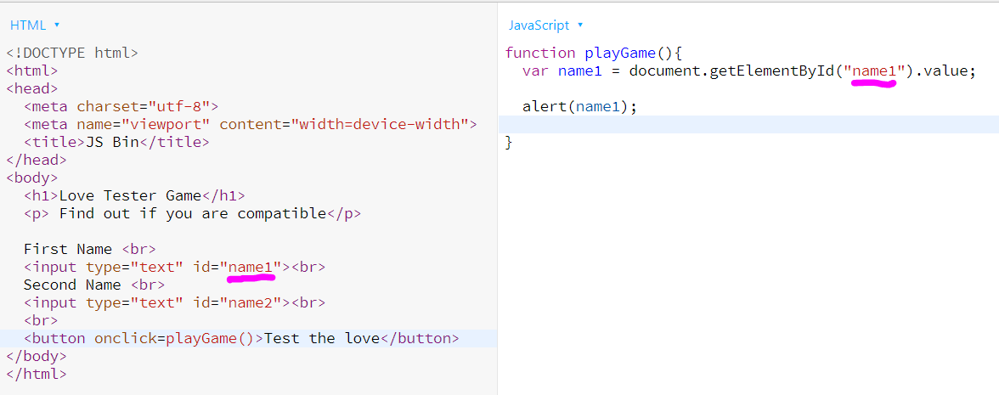 HTML
<!DOCTYPE html>
<html>
<head>
  <meta charset="utf-8">
  <meta name="viewport" content="width=device-width">
  <title>JS Bin</title>
</head>
<body>
  <h1>Love Tester Game</h1>
  <p> Find out if you are compatible</p>

  First Name <br>
  <input type="text" id="name1"><br>
  Second Name <br>
  <input type="text" id="name2"><br>
  <br>
  <button onclick=playGame()>Test the love</button>
</body>
</html>
JavaScript
function playGame(){
  var name1 = document.getElementById("name1").value;

  alert(name1);

}